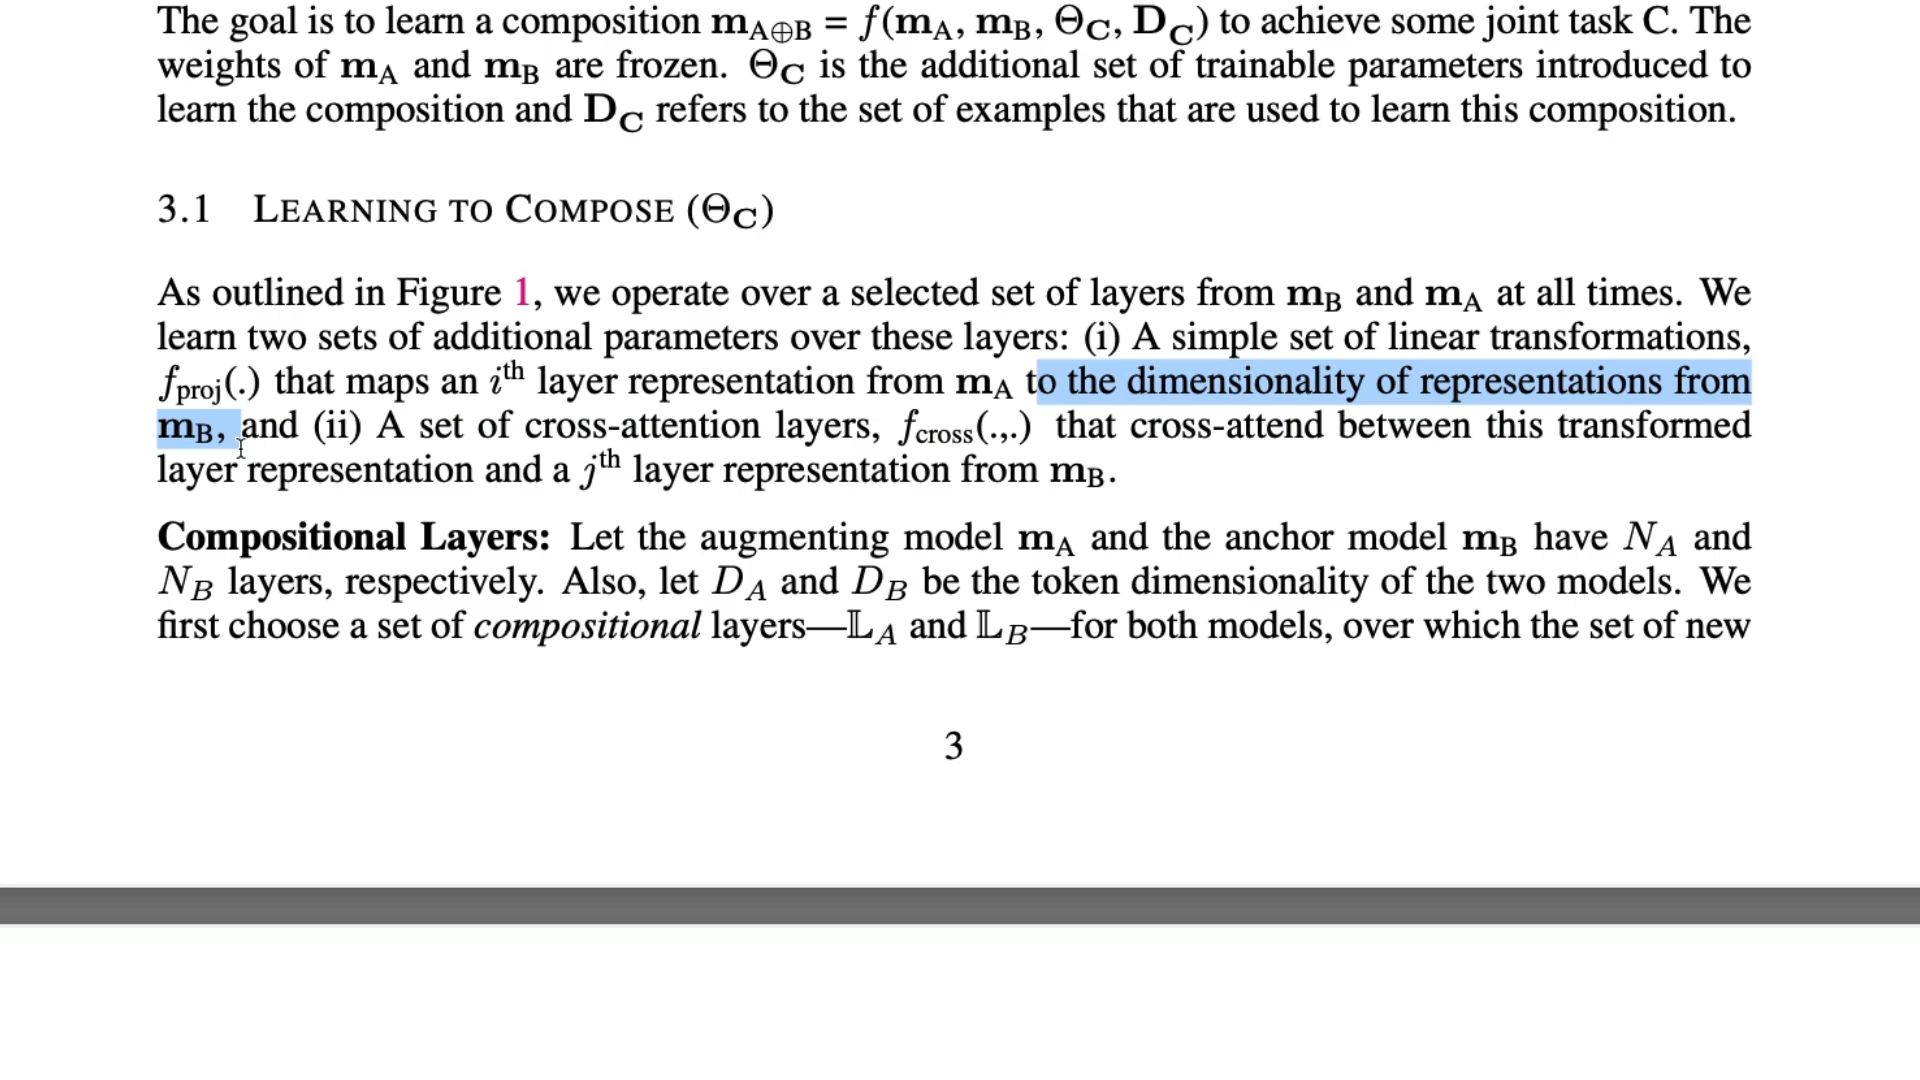 The goal is to learn a composition m_{A⊕B} = f(m_A, m_B, Θ_C, D_C) to achieve some joint task C. The
weights of m_A and m_B are frozen. Θ_C is the additional set of trainable parameters introduced to
learn the composition and D_C refers to the set of examples that are used to learn this composition.
3.1 LEARNING TO COMPOSE (Θ_C)
As outlined in Figure 1, we operate over a selected set of layers from m_B and m_A at all times. We
learn two sets of additional parameters over these layers: (i) A simple set of linear transformations,
f_proj(.) that maps an i^th layer representation from m_A to the dimensionality of representations from
m_B, and (ii) A set of cross-attention layers, f_cross(.,.) that cross-attend between this transformed
layer representation and a j^th layer representation from m_B.
Compositional Layers: Let the augmenting model m_A and the anchor model m_B have N_A and
N_B layers, respectively. Also, let D_A and D_B be the token dimensionality of the two models. We
first choose a set of compositional layers—𝕃_A and 𝕃_B—for both models, over which the set of new
3